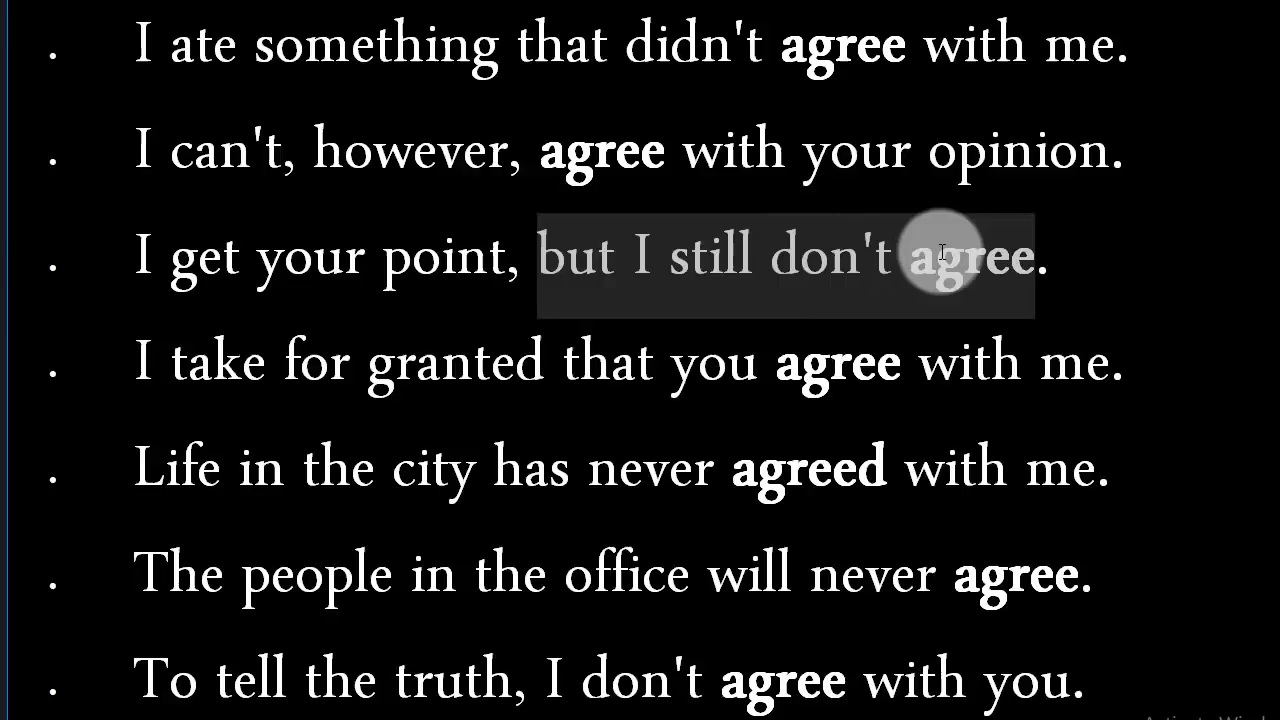 . I ate something that didn't agree with me.
. I can't, however, agree with your opinion.
. I get your point, but I still don't agree.
. I take for granted that you agree with me.
. Life in the city has never agreed with me.
. The people in the office will never agree.
. To tell the truth, I don't agree with you.